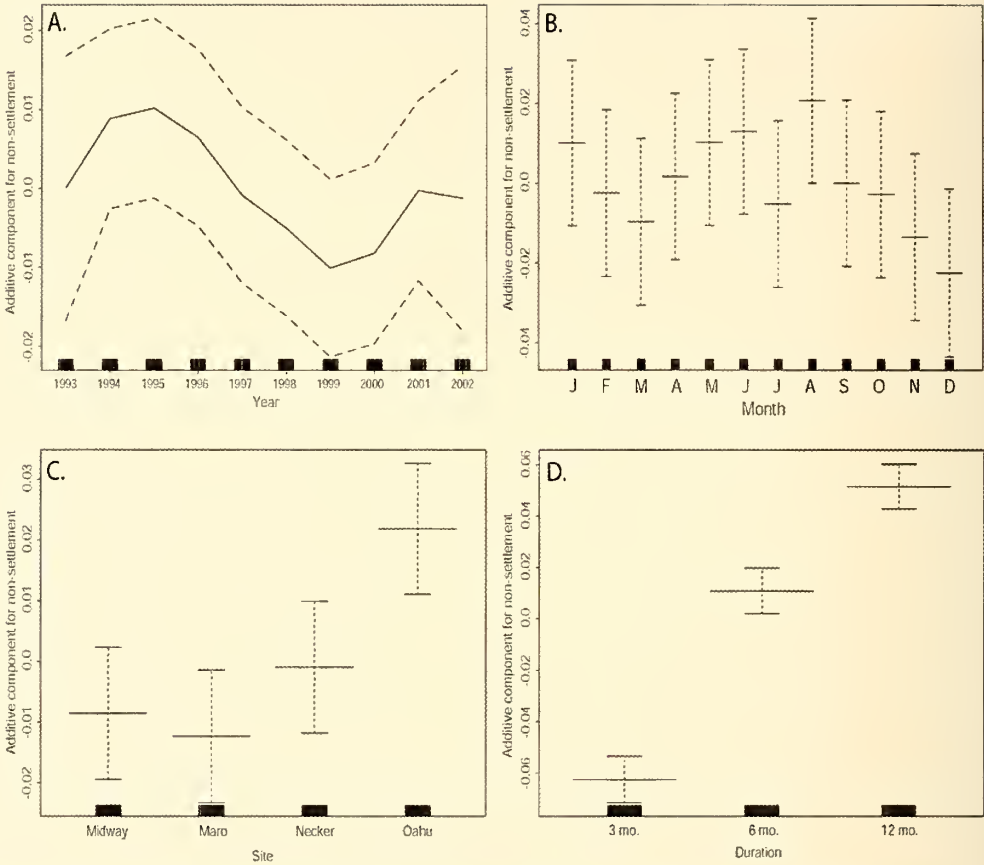 A.
Additive component for non-settlement
0.02
0.01
0.0
-0.01
-0.02
1993 1994 1995 1996 1997 1998 1999 2000 2001 2002
Year
B.
Additive component for non-settlement
0.04
0.02
0.0
-0.02
-0.04
J F M A M J J A S O N D
Month
C.
Additive component for non-settlement
0.03
0.02
0.01
0.0
-0.01
-0.02
Midway Maro Necker Oahu
Site
D.
Additive component for non-settlement
0.06
0.04
0.02
0.0
-0.02
-0.04
-0.06
3 mo. 6 mo. 12 mo.
Duration